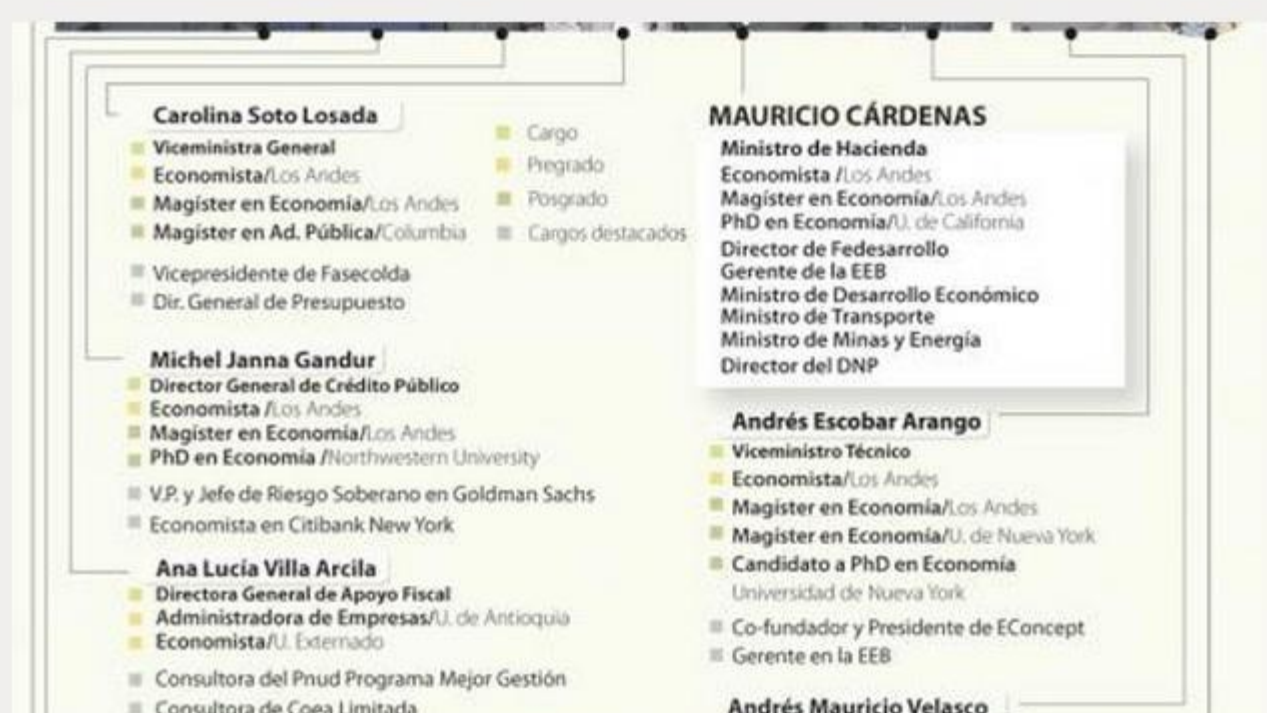 Carolina Soto Losada
Viceministra General
Economista/Los Andes
Magíster en Economía/Los Andes
Magíster en Ad. Pública/Columbia
Vicepresidente de Fasecolda
Dir. General de Presupuesto
Cargo
Pregrado
Posgrado
Cargos destacados
Michel Janna Gandur
Director General de Crédito Público
Economista /Los Andes
Magíster en Economía/Los Andes
PhD en Economía /Northwestern University
V.P. y Jefe de Riesgo Soberano en Goldman Sachs
Economista en Citibank New York
Ana Lucía Villa Arcila
Directora General de Apoyo Fiscal
Administradora de Empresas/U. de Antioquia
Economista/U. Externado
Consultora del Pnud Programa Mejor Gestión
Consultora de Coea Limitada
MAURICIO CÁRDENAS
Ministro de Hacienda
Economista /Los Andes
Magíster en Economía/Los Andes
PhD en Economía/U. de California
Director de Fedesarrollo
Gerente de la EEB
Ministro de Desarrollo Económico
Ministro de Transporte
Ministro de Minas y Energía
Director del DNP
Andrés Escobar Arango
Viceministro Técnico
Economista/Los Andes
Magíster en Economía/Los Andes
Magíster en Economía/U. de Nueva York
Candidato a PhD en Economía
Universidad de Nueva York
Co-fundador y Presidente de EConcept
Gerente en la EEB
Andrés Mauricio Velasco